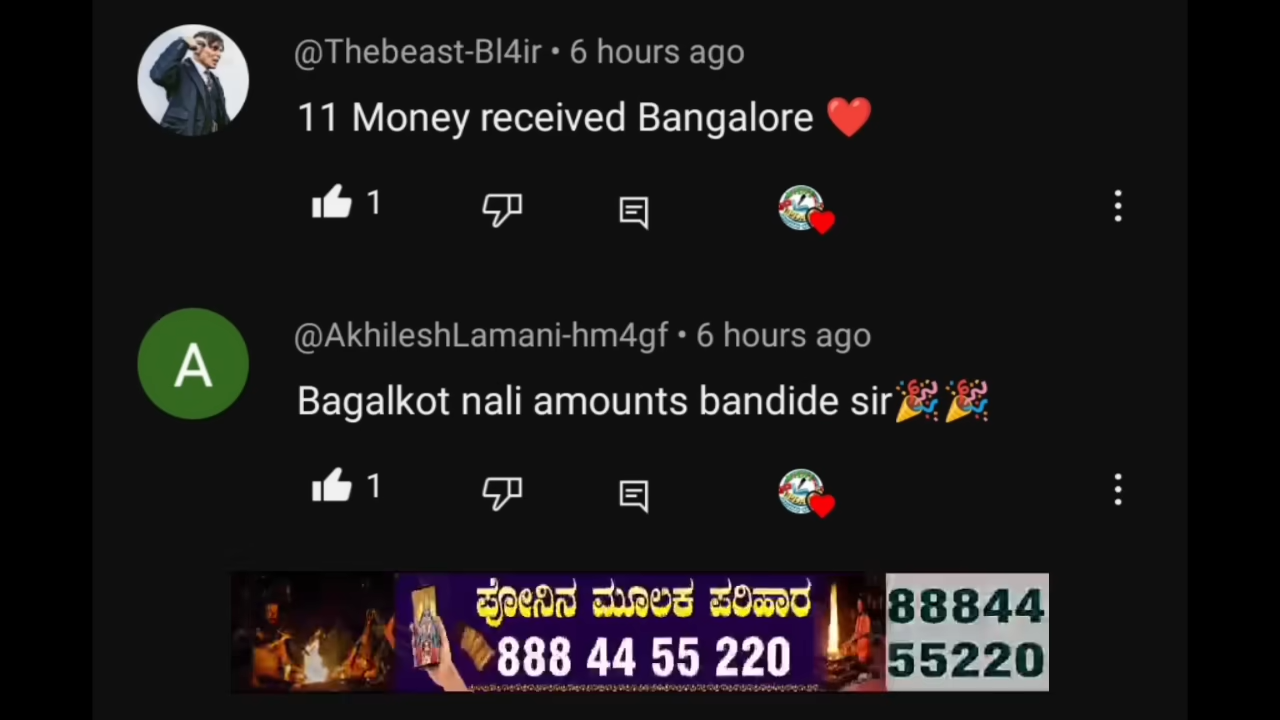 @Thebeast-Bl4ir • 6 hours ago
11 Money received Bangalore ❤️
1
@AkhileshLamani-hm4gf • 6 hours ago
A
Bagalkot nali amounts bandide sir🎉🎉
1
ಫೋನಿನ ಮೂಲಕ ಪರಿಹಾರ
888 44 55 220
88844
55220